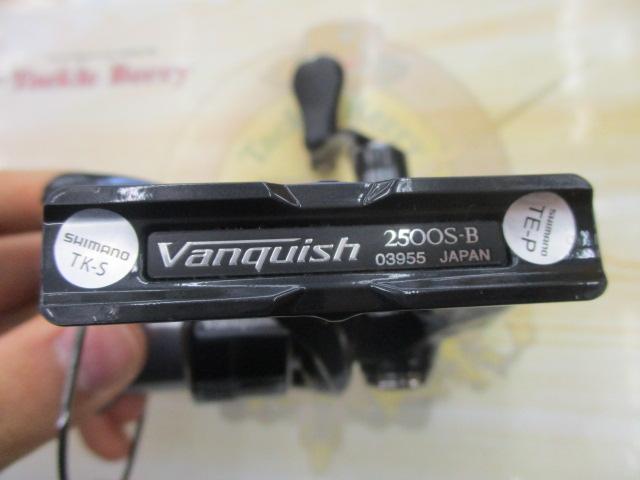 Tackle Berry
SHIMANO
TK-S
Vanquish
2500S-B
03955 JAPAN
SHIMANO
TE-P